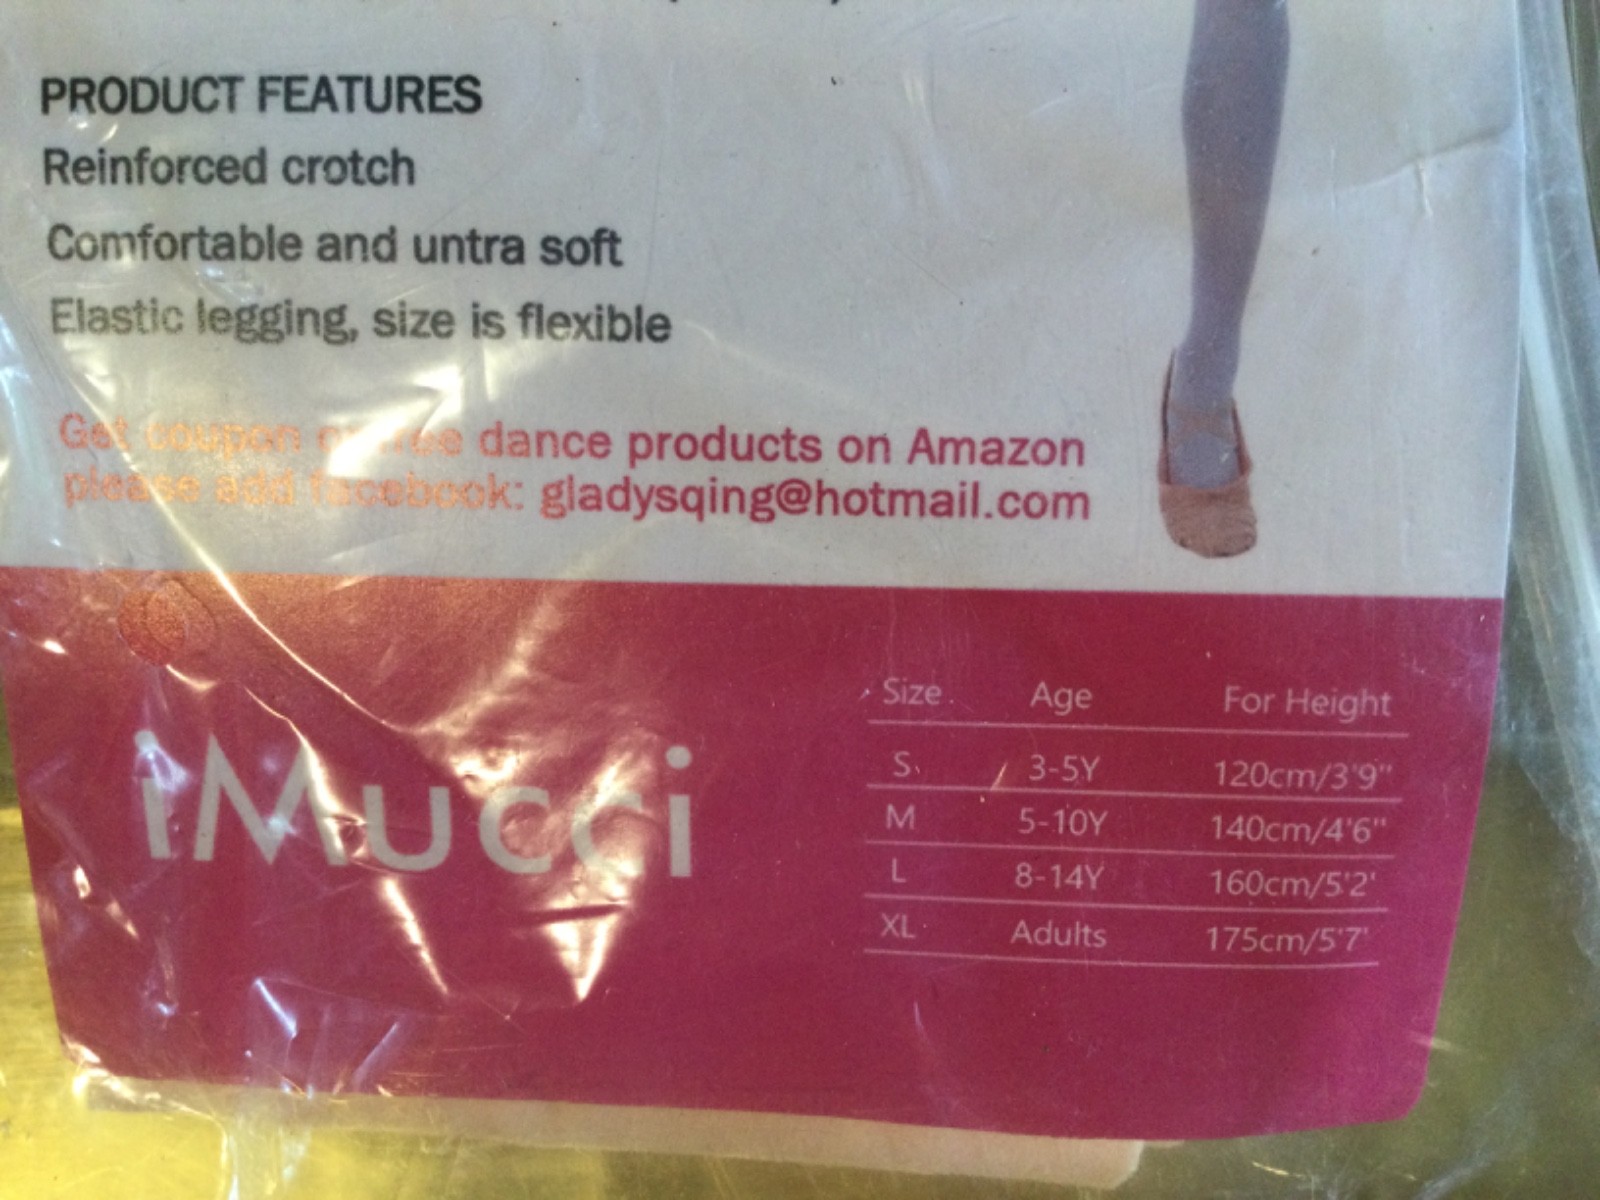 PRODUCT FEATURES
Reinforced crotch
Comfortable and untra soft
Elastic legging, size is flexible
Get coupon or free dance products on Amazon
please add facebook: gladysqing@hotmail.com
iMucci
Size Age For Height
S 3-5Y 120cm/3'9"
M 5-10Y 140cm/4'6"
L 8-14Y 160cm/5'2'
XL Adults 175cm/5'7'